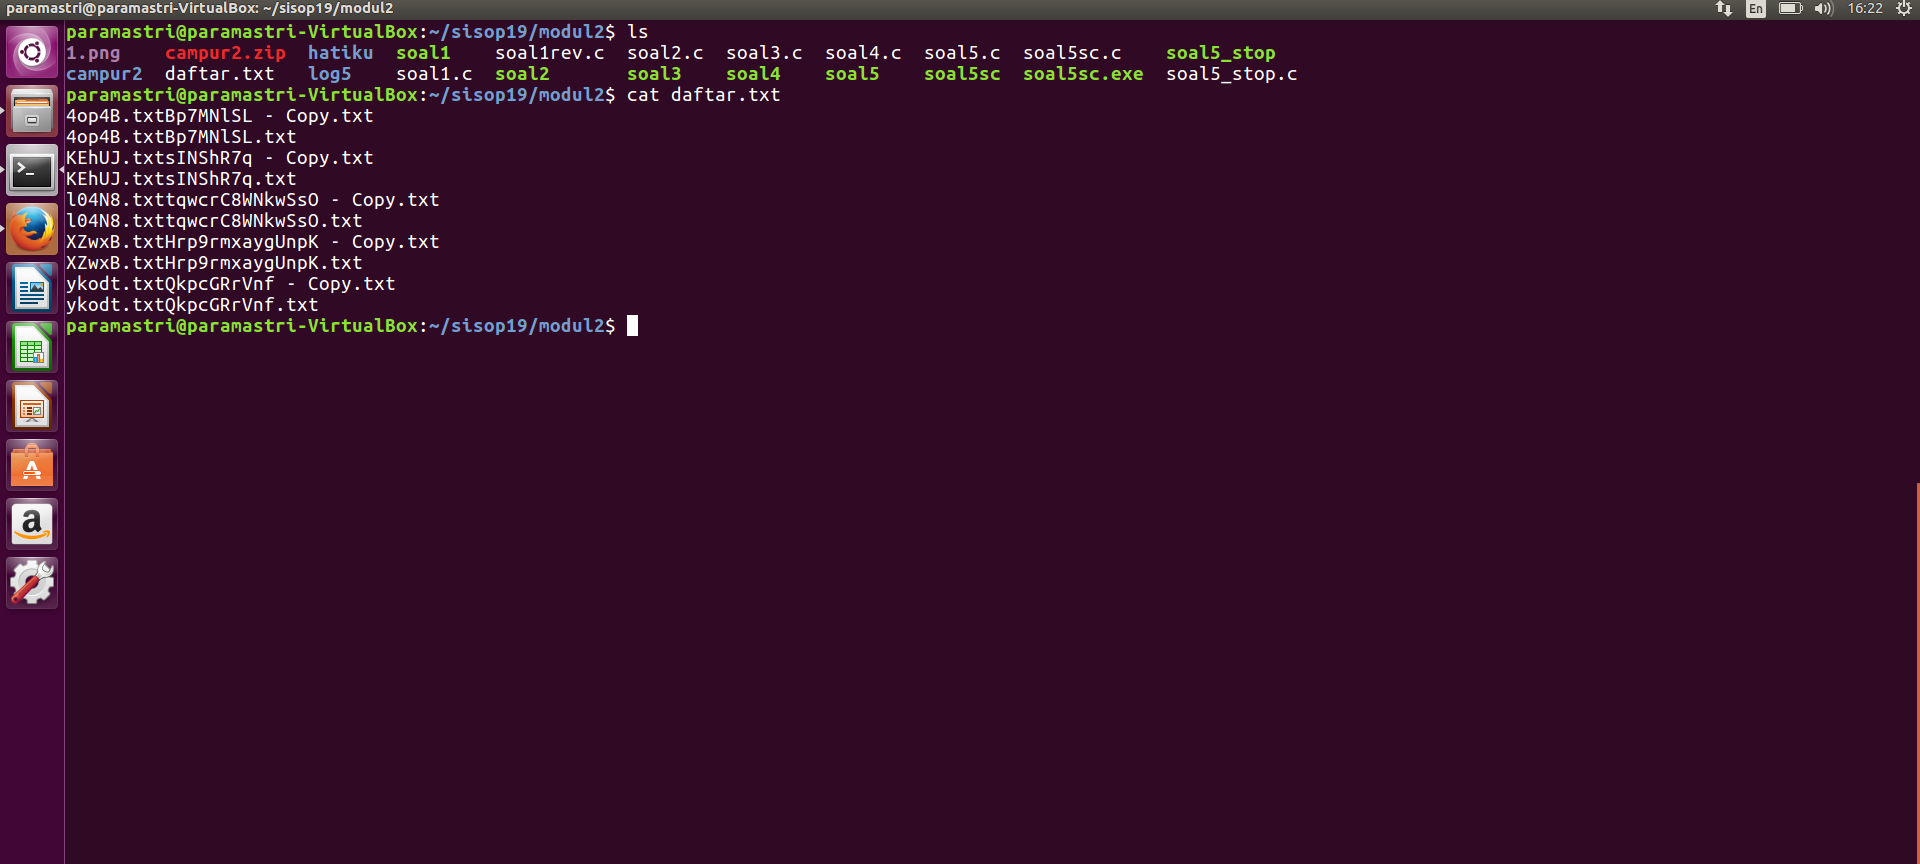 paramastri@paramastri-VirtualBox: ~/sisop19/modul2
En
16:22
paramastri@paramastri-VirtualBox:~/sisop19/modul2$ ls
1.png campur2.zip hatiku soal1 soal1rev.c soal2.c soal3.c soal4.c soal5.c soal5sc.c soal5_stop
campur2 daftar.txt log5 soal1.c soal2 soal3 soal4 soal5 soal5sc soal5sc.exe soal5_stop.c
paramastri@paramastri-VirtualBox:~/sisop19/modul2$ cat daftar.txt
4op4B.txtBp7MNlSL - Copy.txt
4op4B.txtBp7MNlSL.txt
KEhUJ.txtsINShR7q - Copy.txt
KEhUJ.txtsINShR7q.txt
l04N8.txttqwcrC8WNkwSsO - Copy.txt
l04N8.txttqwcrC8WNkwSsO.txt
XZwxB.txtHrp9rmxaygUnpK - Copy.txt
XZwxB.txtHrp9rmxaygUnpK.txt
ykodt.txtQkpcGRrVnf - Copy.txt
ykodt.txtQkpcGRrVnf.txt
paramastri@paramastri-VirtualBox:~/sisop19/modul2$